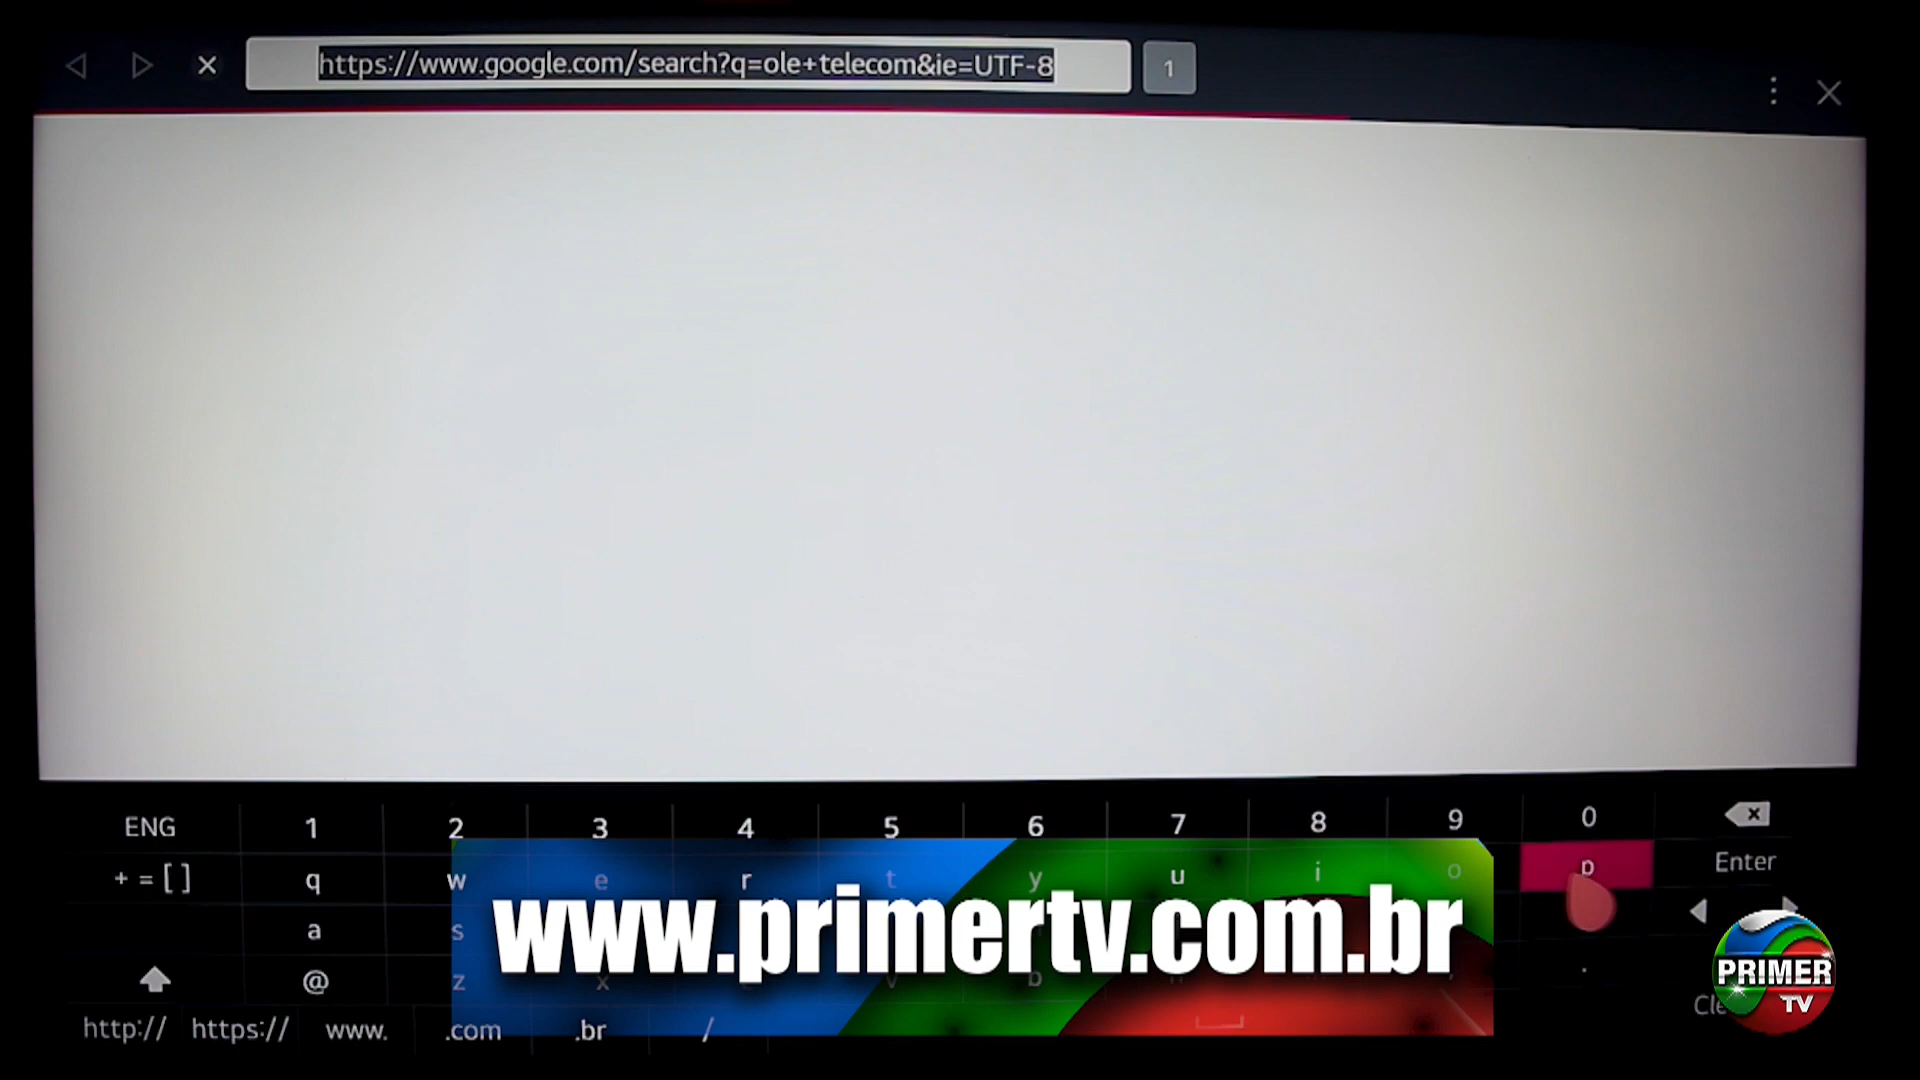 https://www.google.com/search?q=ole+telecom&ie=UTF-8
1
ENG 1 2 3 4 5 6 7 8 9 0
+ = [ ] q w e r t y u i o p Enter
a s
@ z x v b
http:// https:// www. .com .br /
www.primertv.com.br
PRIMER
TV